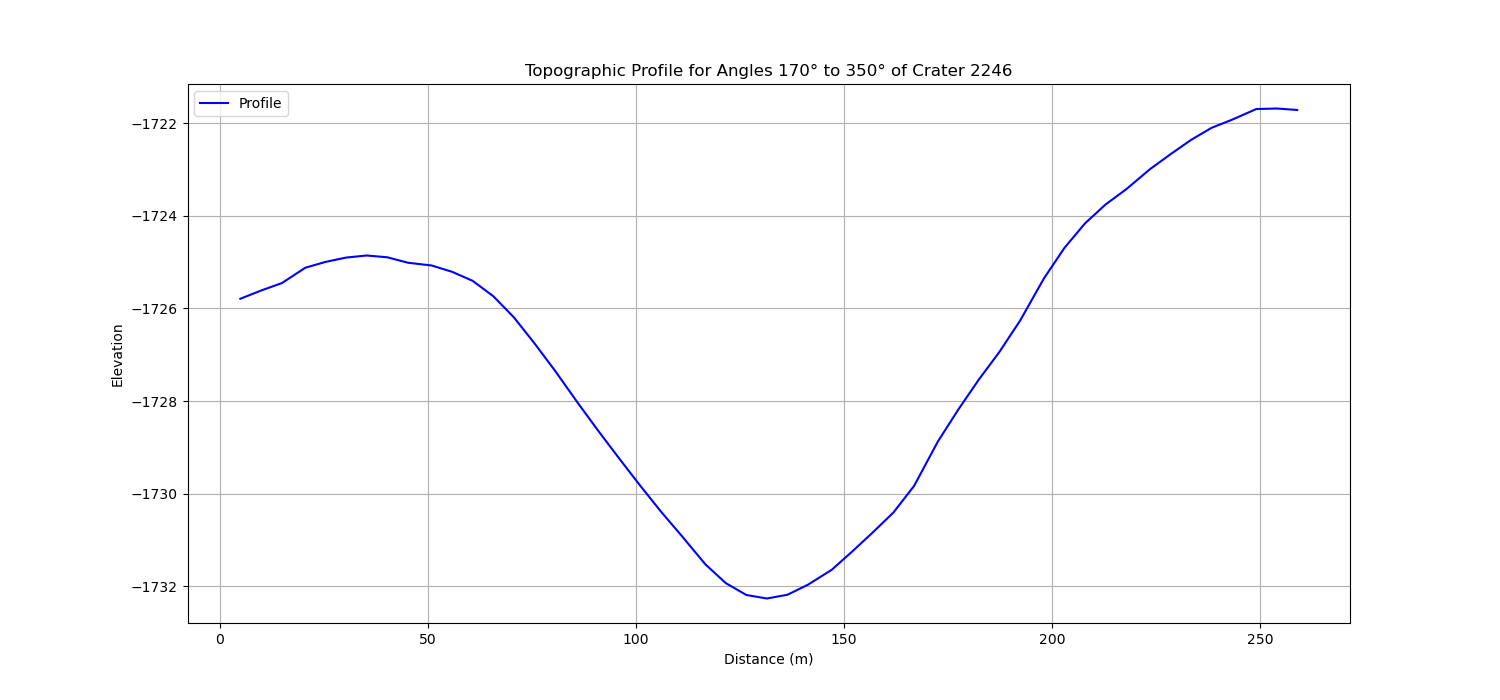 Topographic Profile for Angles 170° to 350° of Crater 2246
Profile
−1722
−1724
−1726
−1728
−1730
−1732
Elevation
0 50 100 150 200 250
Distance (m)